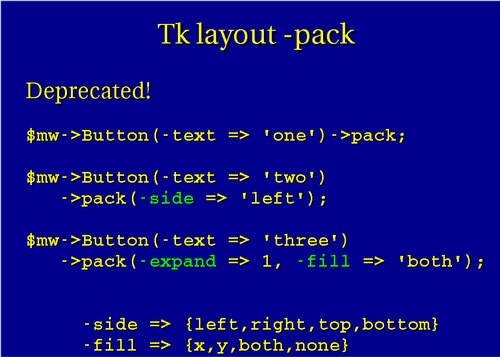 Tk layout -pack
Deprecated!
$mw->Button(-text => 'one')->pack;
$mw->Button(-text => 'two')
->pack(-side => 'left');
$mw->Button(-text => 'three')
->pack(-expand => 1, -fill => 'both');
-side => {left,right,top,bottom}
-fill => {x,y,both,none}